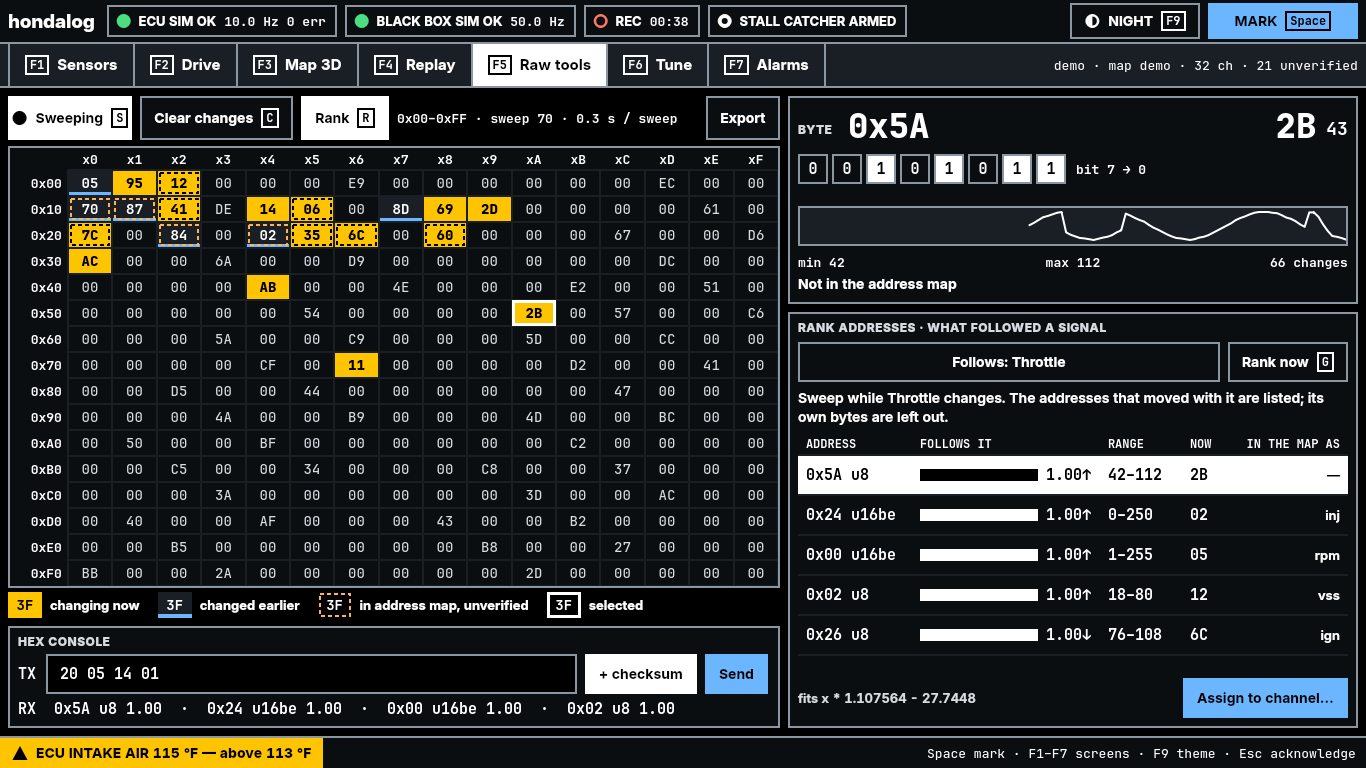 hondalog ECU SIM OK 10.0 Hz 0 err BLACK BOX SIM OK 50.0 Hz REC 00:38 STALL CATCHER ARMED NIGHT F9 MARK Space
F1 Sensors F2 Drive F3 Map 3D F4 Replay F5 Raw tools F6 Tune F7 Alarms demo · map demo · 32 ch · 21 unverified
Sweeping S Clear changes C Rank R 0x00–0xFF · sweep 70 · 0.3 s / sweep Export
x0 x1 x2 x3 x4 x5 x6 x7 x8 x9 xA xB xC xD xE xF
0x00 05 95 12 00 00 00 E9 00 00 00 00 00 00 EC 00 00
0x10 70 87 41 DE 14 06 00 8D 69 2D 00 00 00 00 61 00
0x20 7C 00 84 00 02 35 6C 00 60 00 00 00 67 00 00 D6
0x30 AC 00 00 6A 00 00 D9 00 00 00 00 00 00 DC 00 00
0x40 00 00 00 00 AB 00 00 4E 00 00 00 E2 00 00 51 00
0x50 00 00 00 00 00 54 00 00 00 00 2B 00 57 00 00 C6
0x60 00 00 00 5A 00 00 C9 00 00 00 5D 00 00 CC 00 00
0x70 00 00 00 00 CF 00 11 00 00 00 00 D2 00 00 41 00
0x80 00 00 D5 00 00 44 00 00 00 00 00 00 47 00 00 00
0x90 00 00 00 4A 00 00 B9 00 00 00 4D 00 00 BC 00 00
0xA0 00 50 00 00 BF 00 00 00 00 00 00 C2 00 00 00 00
0xB0 00 00 C5 00 00 34 00 00 00 C8 00 00 37 00 00 00
0xC0 00 00 00 3A 00 00 00 00 00 00 3D 00 00 AC 00 00
0xD0 00 40 00 00 AF 00 00 00 43 00 00 B2 00 00 00 00
0xE0 00 00 B5 00 00 00 00 00 00 B8 00 00 27 00 00 00
0xF0 BB 00 00 2A 00 00 00 00 00 00 2D 00 00 00 00 00
3F changing now 3F changed earlier 3F in address map, unverified 3F selected
HEX CONSOLE
TX 20 05 14 01 + checksum Send
RX 0x5A u8 1.00 · 0x24 u16be 1.00 · 0x00 u16be 1.00 · 0x02 u8 1.00
BYTE 0x5A 2B 43
0 0 1 0 1 0 1 1 bit 7 → 0
min 42 max 112 66 changes
Not in the address map
RANK ADDRESSES · WHAT FOLLOWED A SIGNAL
Follows: Throttle Rank now G
Sweep while Throttle changes. The addresses that moved with it are listed; its
own bytes are left out.
ADDRESS FOLLOWS IT RANGE NOW IN THE MAP AS
0x5A u8 1.00↑ 42–112 2B —
0x24 u16be 1.00↑ 0–250 02 inj
0x00 u16be 1.00↑ 1–255 05 rpm
0x02 u8 1.00↑ 18–80 12 vss
0x26 u8 1.00↓ 76–108 6C ign
fits x * 1.107564 - 27.7448 Assign to channel…
ECU INTAKE AIR 115 °F — above 113 °F Space mark · F1–F7 screens · F9 theme · Esc acknowledge